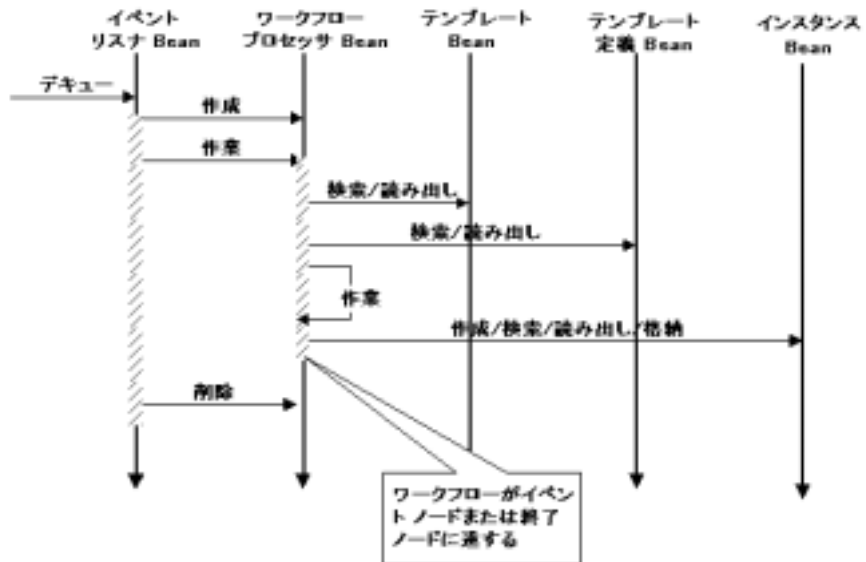 イベント
リスナ Bean
ワークフロー
プロセッサ Bean
テンプレート
Bean
テンプレート
定義 Bean
インスタンス
Bean
デキュー
作成
作業
検索/読み出し
検索/読み出し
作業
作成/検索/読み出し/格納
削除
ワークフローがイベン
ト ノードまたは終了
ノードに達する